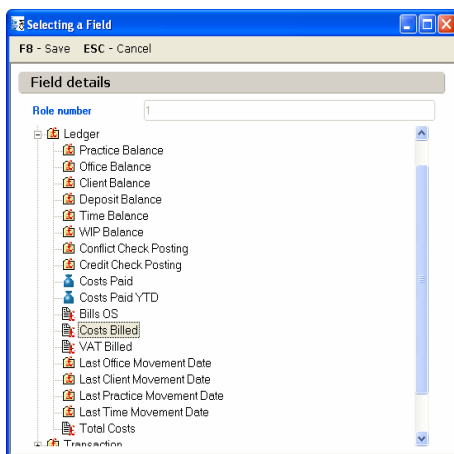 Selecting a Field
F8 - Save ESC - Cancel
Field details
Role number 1
Ledger
Practice Balance
Office Balance
Client Balance
Deposit Balance
Time Balance
WIP Balance
Conflict Check Posting
Credit Check Posting
Costs Paid
Costs Paid YTD
Bills OS
Costs Billed
VAT Billed
Last Office Movement Date
Last Client Movement Date
Last Practice Movement Date
Last Time Movement Date
Total Costs
Transaction